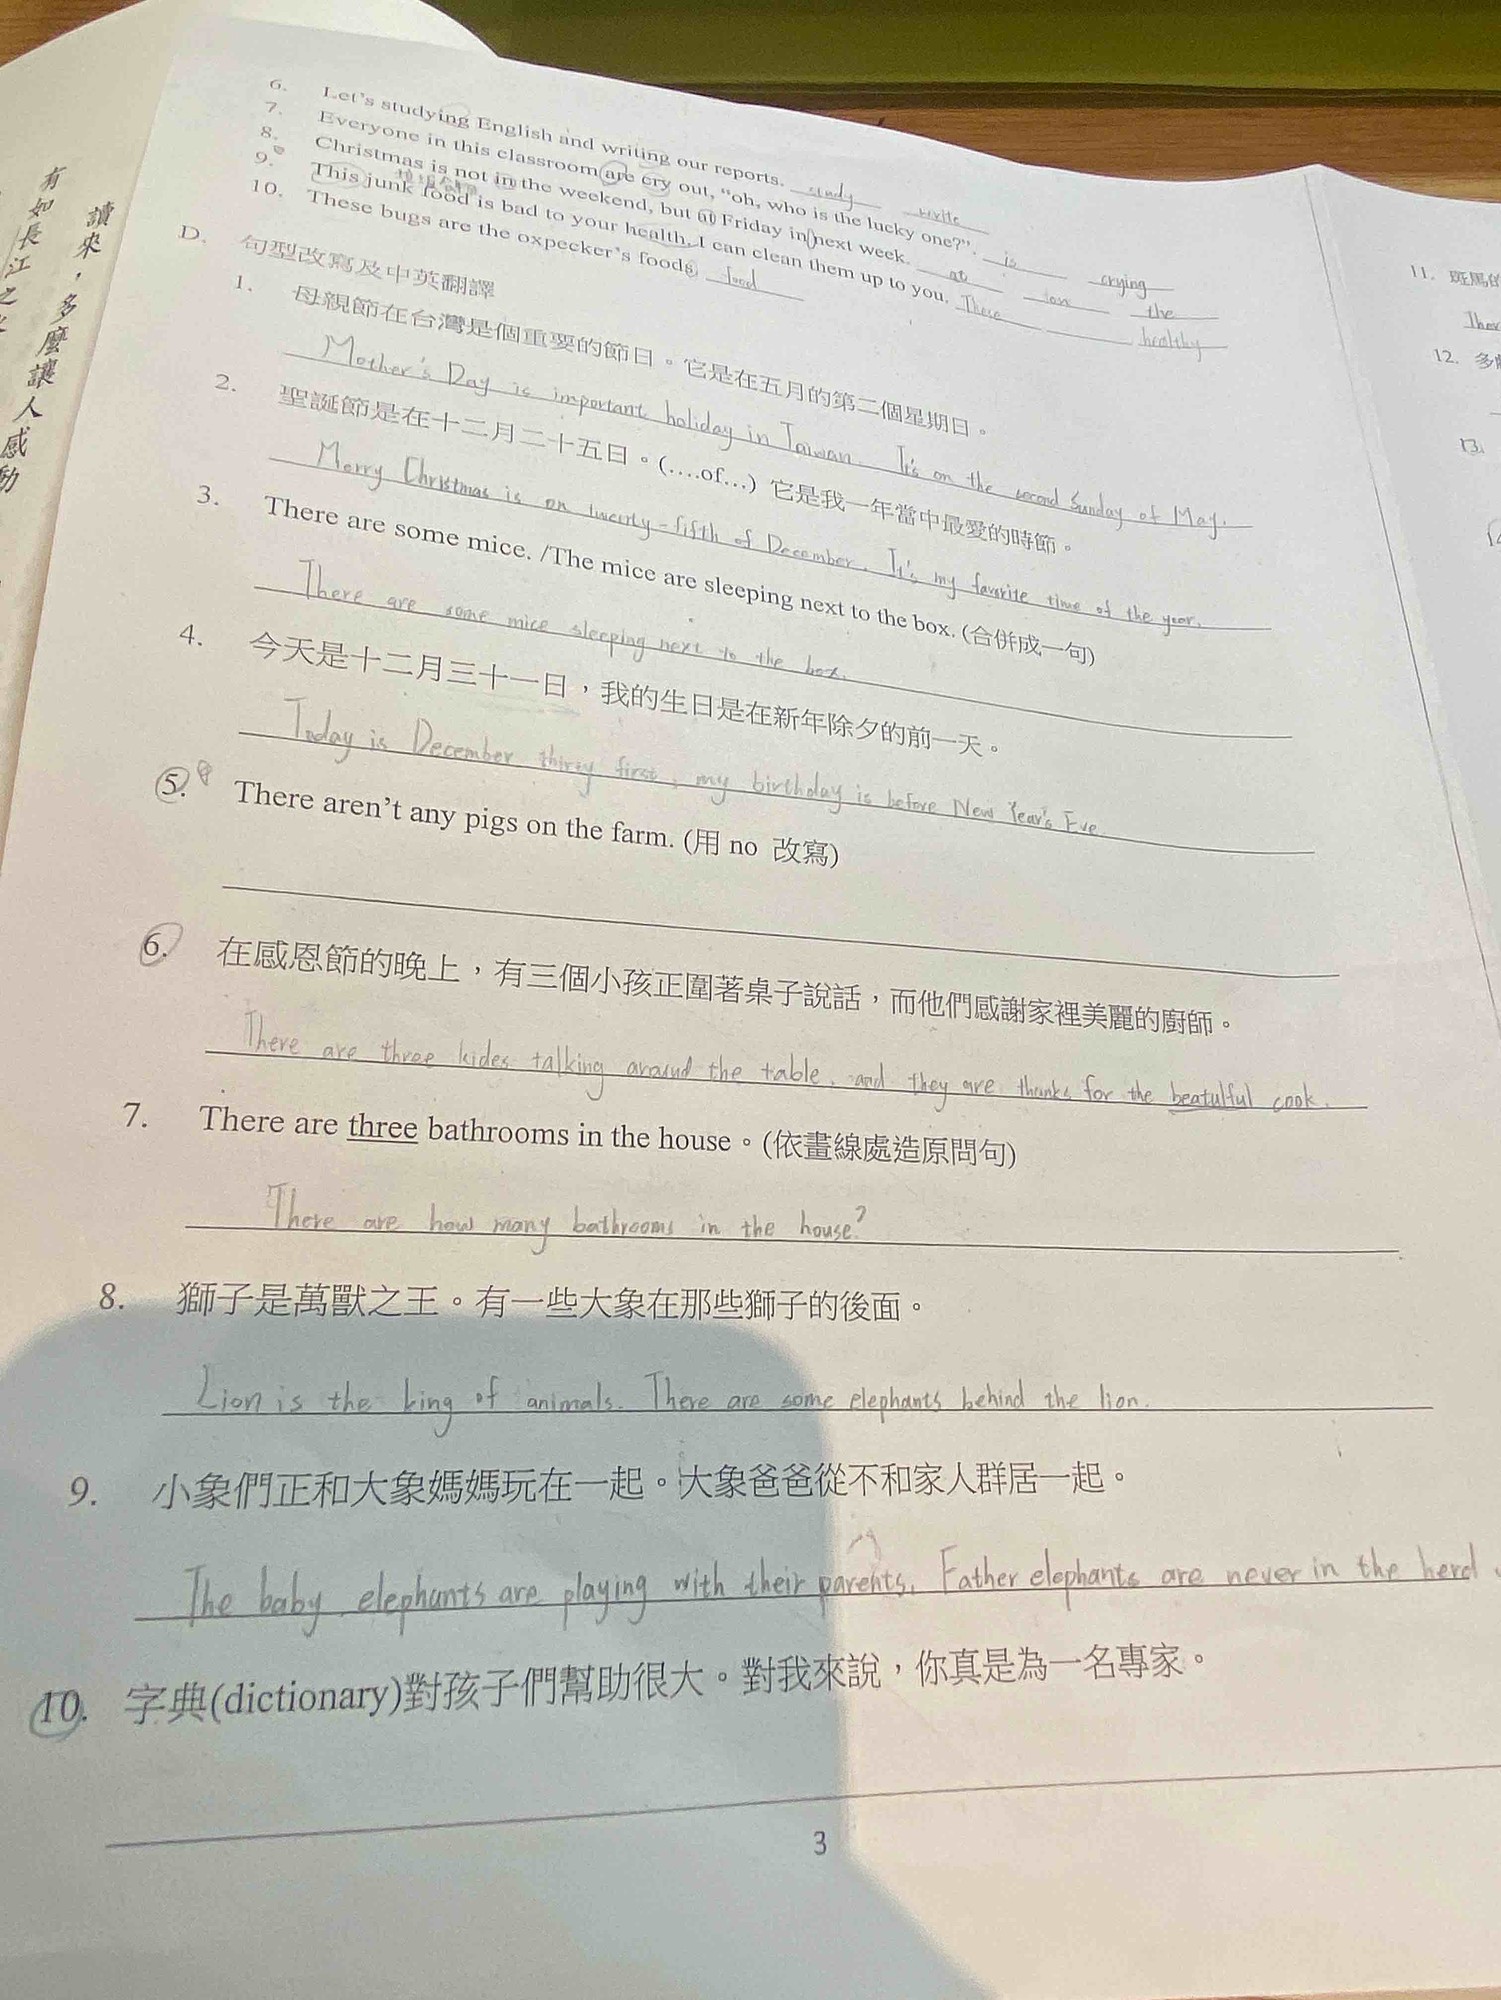 有如長江之
讀來，多麼讓人感動
6. Let's studying English and writing our reports. study write
7. Everyone in this classroom are cry out, “oh, who is the lucky one?”. is crying
8. Christmas is not in the weekend, but at Friday in next week. at on the
9. This junk food is bad to your health. I can clean them up to you. These healthy
10. These bugs are the oxpecker's foods. food
D. 句型改寫及中英翻譯
1. 母親節在台灣是個重要的節日。它是在五月的第二個星期日。
Mother's Day is important holiday in Taiwan. It's on the second Sunday of May.
2. 聖誕節是在十二月二十五日。(….of…) 它是我一年當中最愛的時節。
Merry Christmas is on twenty-fifth of December. It's my favorite time of the year.
3. There are some mice. /The mice are sleeping next to the box. (合併成一句)
There are some mice sleeping next to the box.
4. 今天是十二月三十一日，我的生日是在新年除夕的前一天。
Today is December thirty first, my birthday is before New Year's Eve.
5. There aren't any pigs on the farm. (用 no 改寫)
6. 在感恩節的晚上，有三個小孩正圍著桌子說話，而他們感謝家裡美麗的廚師。
There are three kides talking around the table, and they are thanks for the beatulful cook.
7. There are three bathrooms in the house。(依畫線處造原問句)
There are how many bathrooms in the house?
8. 獅子是萬獸之王。有一些大象在那些獅子的後面。
Lion is the king of animals. There are some elephants behind the lion.
9. 小象們正和大象媽媽玩在一起。大象爸爸從不和家人群居一起。
The baby elephants are playing with their parents. Father elephants are never in the herd.
10. 字典(dictionary)對孩子們幫助很大。對我來說，你真是為一名專家。
3
11. 斑馬的
12. 多
13.